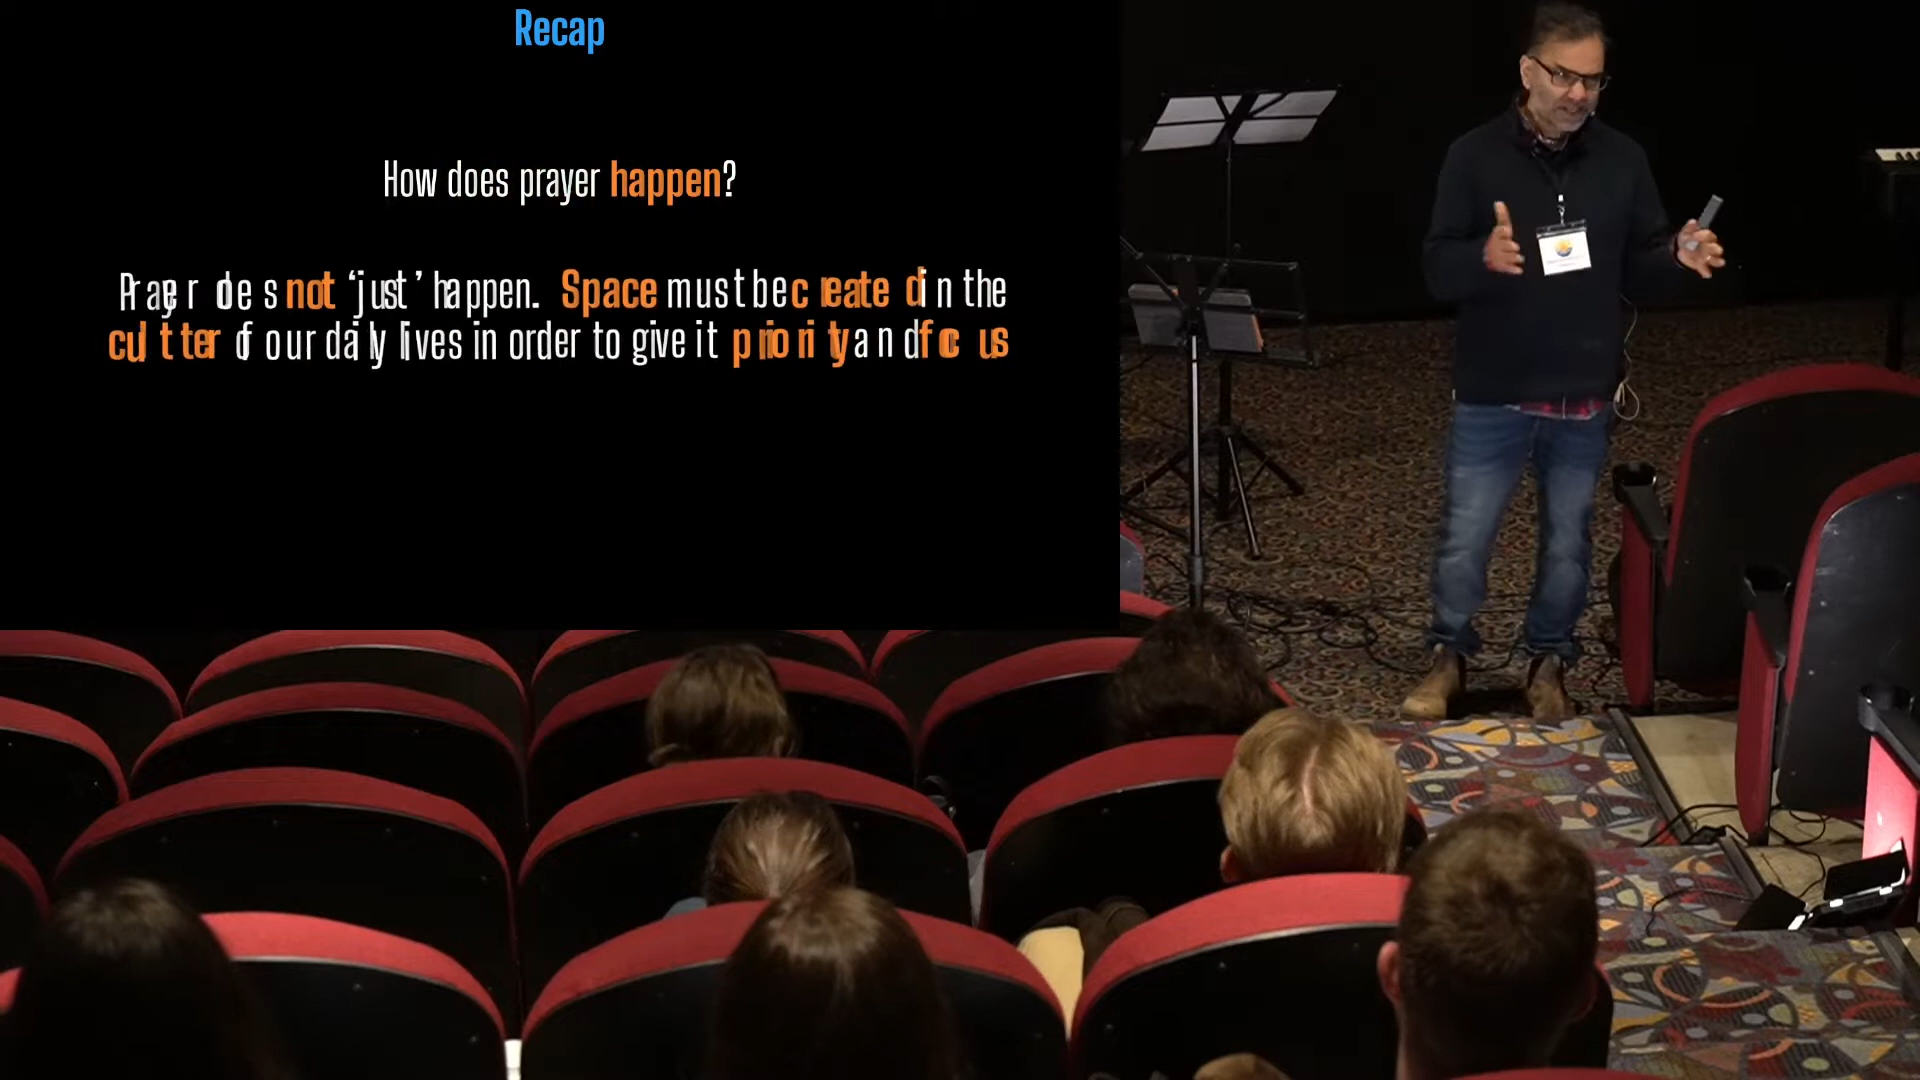 Recap
How does prayer happen?
Prayer does not ‘just’ happen. Space must be created in the
clutter of our daily lives in order to give it priority and focus